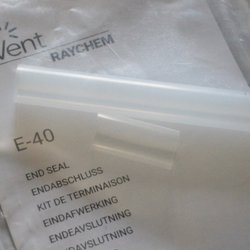 Vent
RAYCHEM
E-40
END SEAL
ENDABSCHLUSS
KIT DE TERMINAISON
EINDAFWERKING
ENDEAVSLUTNING